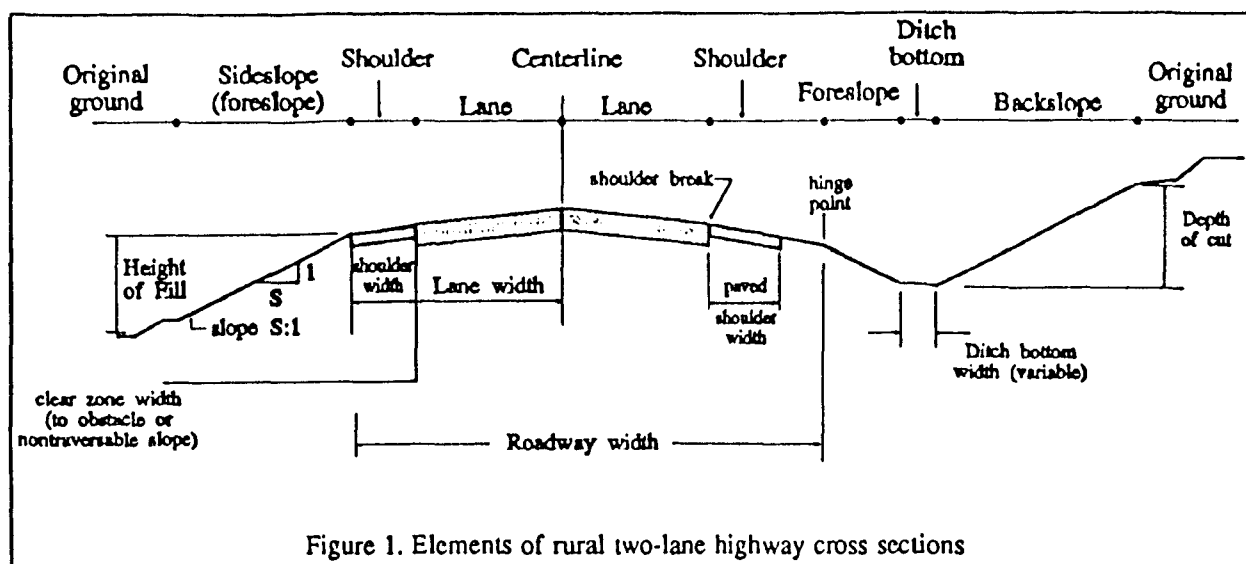 Original
ground
Sideslope
(foreslope)
Shoulder
Lane
Centerline
Lane
Shoulder
Foreslope
Ditch
bottom
Backslope
Original
ground
shoulder break
hinge
point
Height
of Fill
1
S
slope S:1
shoulder
width
Lane width
paved
shoulder
width
Depth
of cut
Ditch bottom
width (variable)
clear zone width
(to obstacle or
nontraversable slope)
Roadway width
Figure 1. Elements of rural two-lane highway cross sections